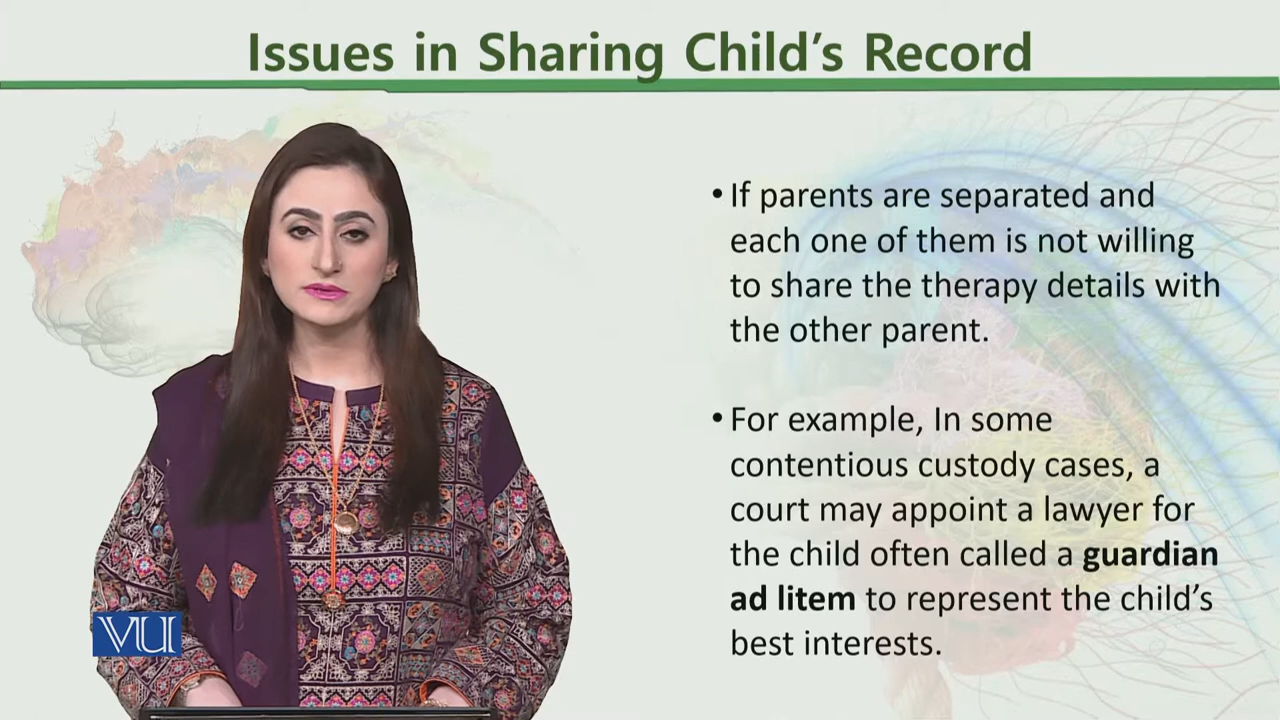 Issues in Sharing Child's Record
• If parents are separated and
each one of them is not willing
to share the therapy details with
the other parent.
• For example, In some
contentious custody cases, a
court may appoint a lawyer for
the child often called a guardian
ad litem to represent the child's
best interests.
VU